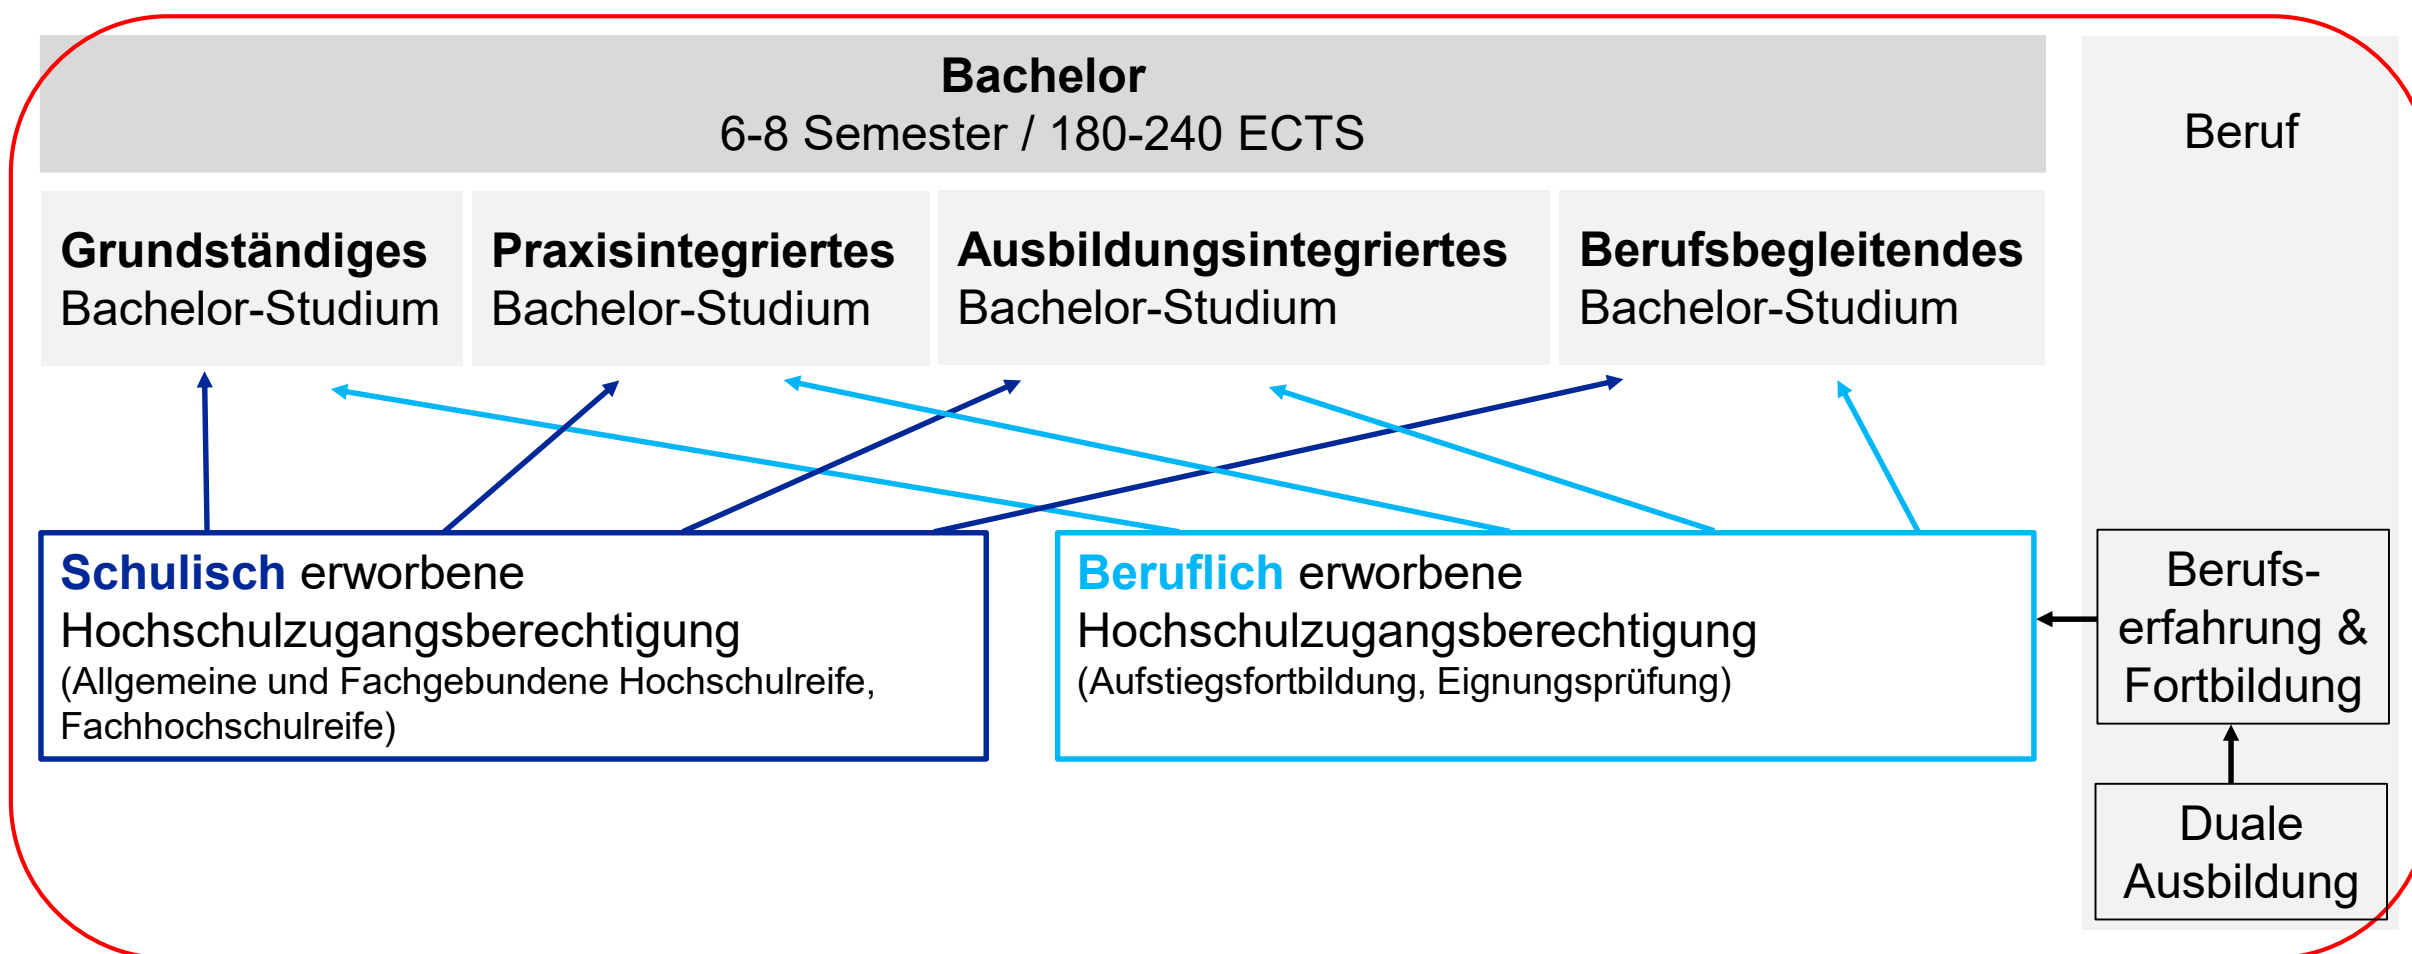 Bachelor
6-8 Semester / 180-240 ECTS
Beruf
Grundständiges
Bachelor-Studium
Praxisintegriertes
Bachelor-Studium
Ausbildungsintegriertes
Bachelor-Studium
Berufsbegleitendes
Bachelor-Studium
Schulisch erworbene
Hochschulzugangsberechtigung
(Allgemeine und Fachgebundene Hochschulreife,
Fachhochschulreife)
Beruflich erworbene
Hochschulzugangsberechtigung
(Aufstiegsfortbildung, Eignungsprüfung)
Berufs-
erfahrung &
Fortbildung
Duale
Ausbildung